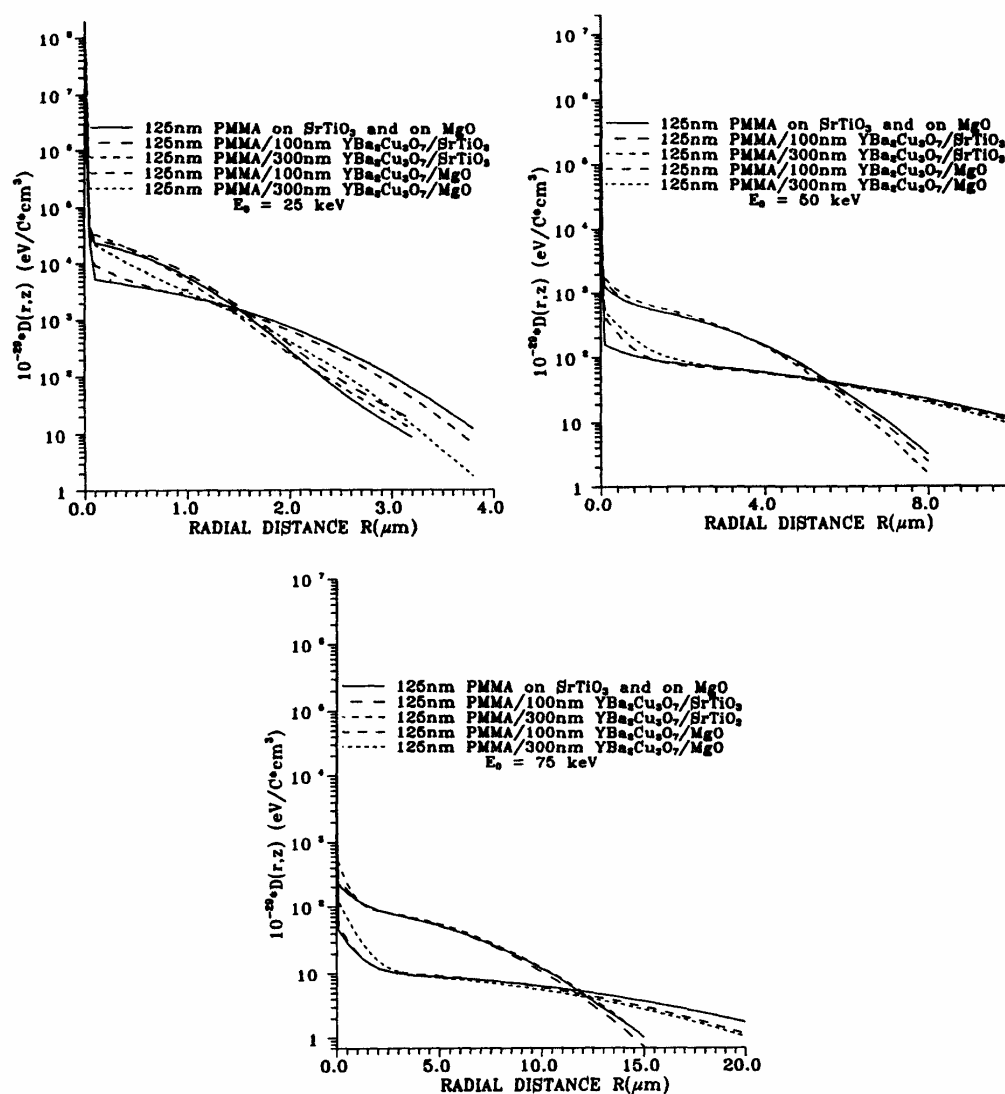 10⁸
10⁷
10⁶
10⁵
10⁴
10³
10²
10
1
10⁻²⁹*D(r,z) (eV/C*cm³)
125nm PMMA on SrTiO₃ and on MgO
125nm PMMA/100nm YBa₂Cu₃O₇/SrTiO₃
125nm PMMA/300nm YBa₂Cu₃O₇/SrTiO₃
125nm PMMA/100nm YBa₂Cu₃O₇/MgO
125nm PMMA/300nm YBa₂Cu₃O₇/MgO
E₀ = 25 keV
0.0 1.0 2.0 3.0 4.0
RADIAL DISTANCE R(μm)
10⁷
10⁶
10⁵
10⁴
10³
10²
10
1
10⁻²⁹*D(r,z) (eV/C*cm³)
125nm PMMA on SrTiO₃ and on MgO
125nm PMMA/100nm YBa₂Cu₃O₇/SrTiO₃
125nm PMMA/300nm YBa₂Cu₃O₇/SrTiO₃
125nm PMMA/100nm YBa₂Cu₃O₇/MgO
125nm PMMA/300nm YBa₂Cu₃O₇/MgO
E₀ = 50 keV
0.0 4.0 8.0
RADIAL DISTANCE R(μm)
10⁷
10⁶
10⁵
10⁴
10³
10²
10
1
10⁻²⁹*D(r,z) (eV/C*cm³)
125nm PMMA on SrTiO₃ and on MgO
125nm PMMA/100nm YBa₂Cu₃O₇/SrTiO₃
125nm PMMA/300nm YBa₂Cu₃O₇/SrTiO₃
125nm PMMA/100nm YBa₂Cu₃O₇/MgO
125nm PMMA/300nm YBa₂Cu₃O₇/MgO
E₀ = 75 keV
0.0 5.0 10.0 15.0 20.0
RADIAL DISTANCE R(μm)